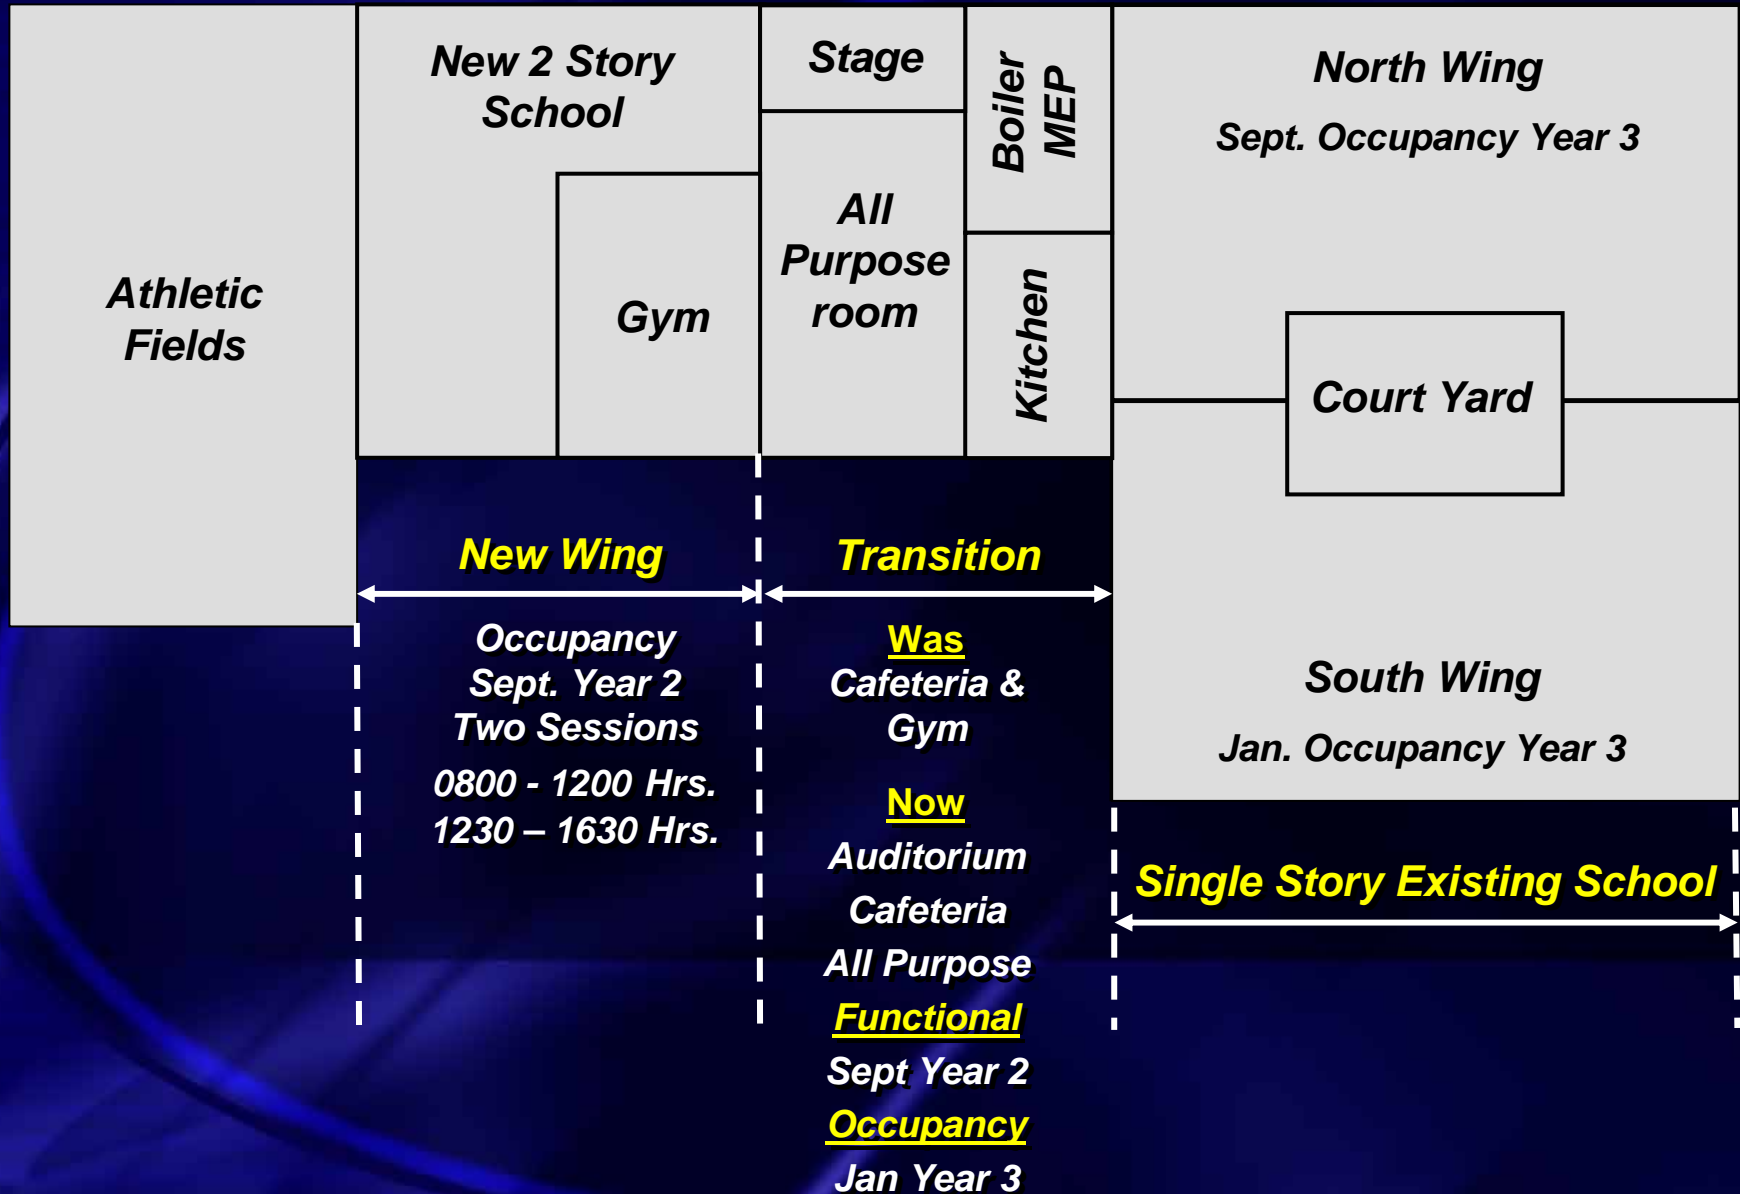 Athletic
Fields
New 2 Story
School
Gym
Stage
All
Purpose
room
Boiler
MEP
Kitchen
North Wing
Sept. Occupancy Year 3
Court Yard
South Wing
Jan. Occupancy Year 3
New Wing
Occupancy
Sept. Year 2
Two Sessions
0800 - 1200 Hrs.
1230 – 1630 Hrs.
Transition
Was
Cafeteria &
Gym
Now
Auditorium
Cafeteria
All Purpose
Functional
Sept Year 2
Occupancy
Jan Year 3
Single Story Existing School